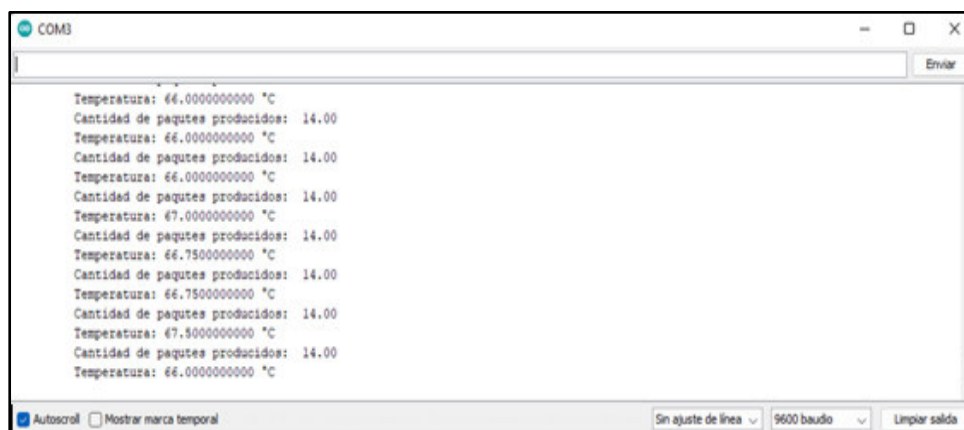 COM3
Enviar
Temperatura: 66.0000000000 °C
Cantidad de paqutes producidos: 14.00
Temperatura: 66.0000000000 °C
Cantidad de paqutes producidos: 14.00
Temperatura: 66.0000000000 °C
Cantidad de paqutes producidos: 14.00
Temperatura: 67.0000000000 °C
Cantidad de paqutes producidos: 14.00
Temperatura: 66.7500000000 °C
Cantidad de paqutes producidos: 14.00
Temperatura: 66.7500000000 °C
Cantidad de paqutes producidos: 14.00
Temperatura: 67.5000000000 °C
Cantidad de paqutes producidos: 14.00
Temperatura: 66.0000000000 °C
Autoscroll Mostrar marca temporal Sin ajuste de línea 9600 baudio Limpiar salida